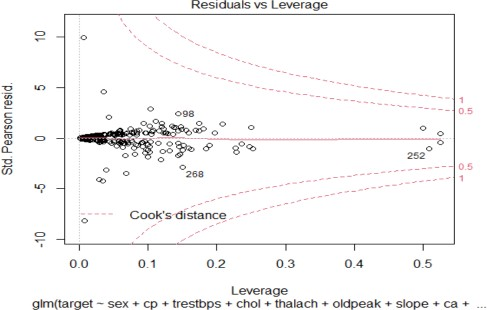 Residuals vs Leverage
Std. Pearson resid.
10
5
0
-5
-10
98
252
268
1
0.5
0.5
1
Cook's distance
0.0 0.1 0.2 0.3 0.4 0.5
Leverage
glm(target ~ sex + cp + trestbps + chol + thalach + oldpeak + slope + ca + ...